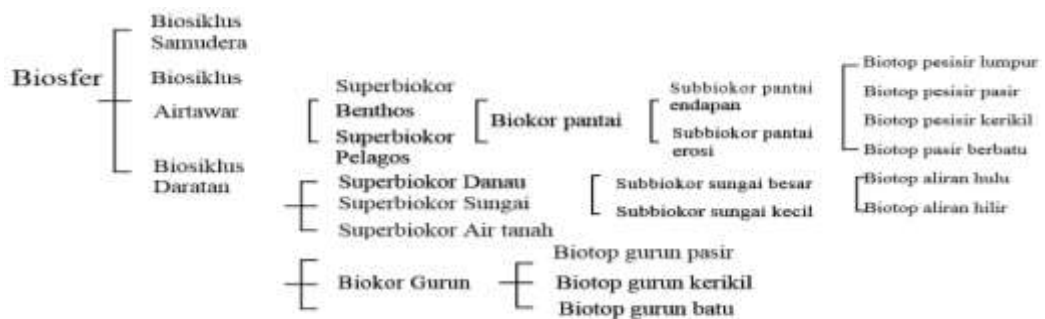 Biosfer
Biosiklus
Samudera
Biosiklus
Airtawar
Biosiklus
Daratan
Superbiokor
Benthos
Superbiokor
Pelagos
Biokor pantai
Subbiokor pantai
endapan
Subbiokor pantai
erosi
Biotop pesisir lumpur
Biotop pesisir pasir
Biotop pesisir kerikil
Biotop pasir berbatu
Superbiokor Danau
Superbiokor Sungai
Superbiokor Air tanah
Subbiokor sungai besar
Subbiokor sungai kecil
Biotop aliran hulu
Biotop aliran hilir
Biokor Gurun
Biotop gurun pasir
Biotop gurun kerikil
Biotop gurun batu